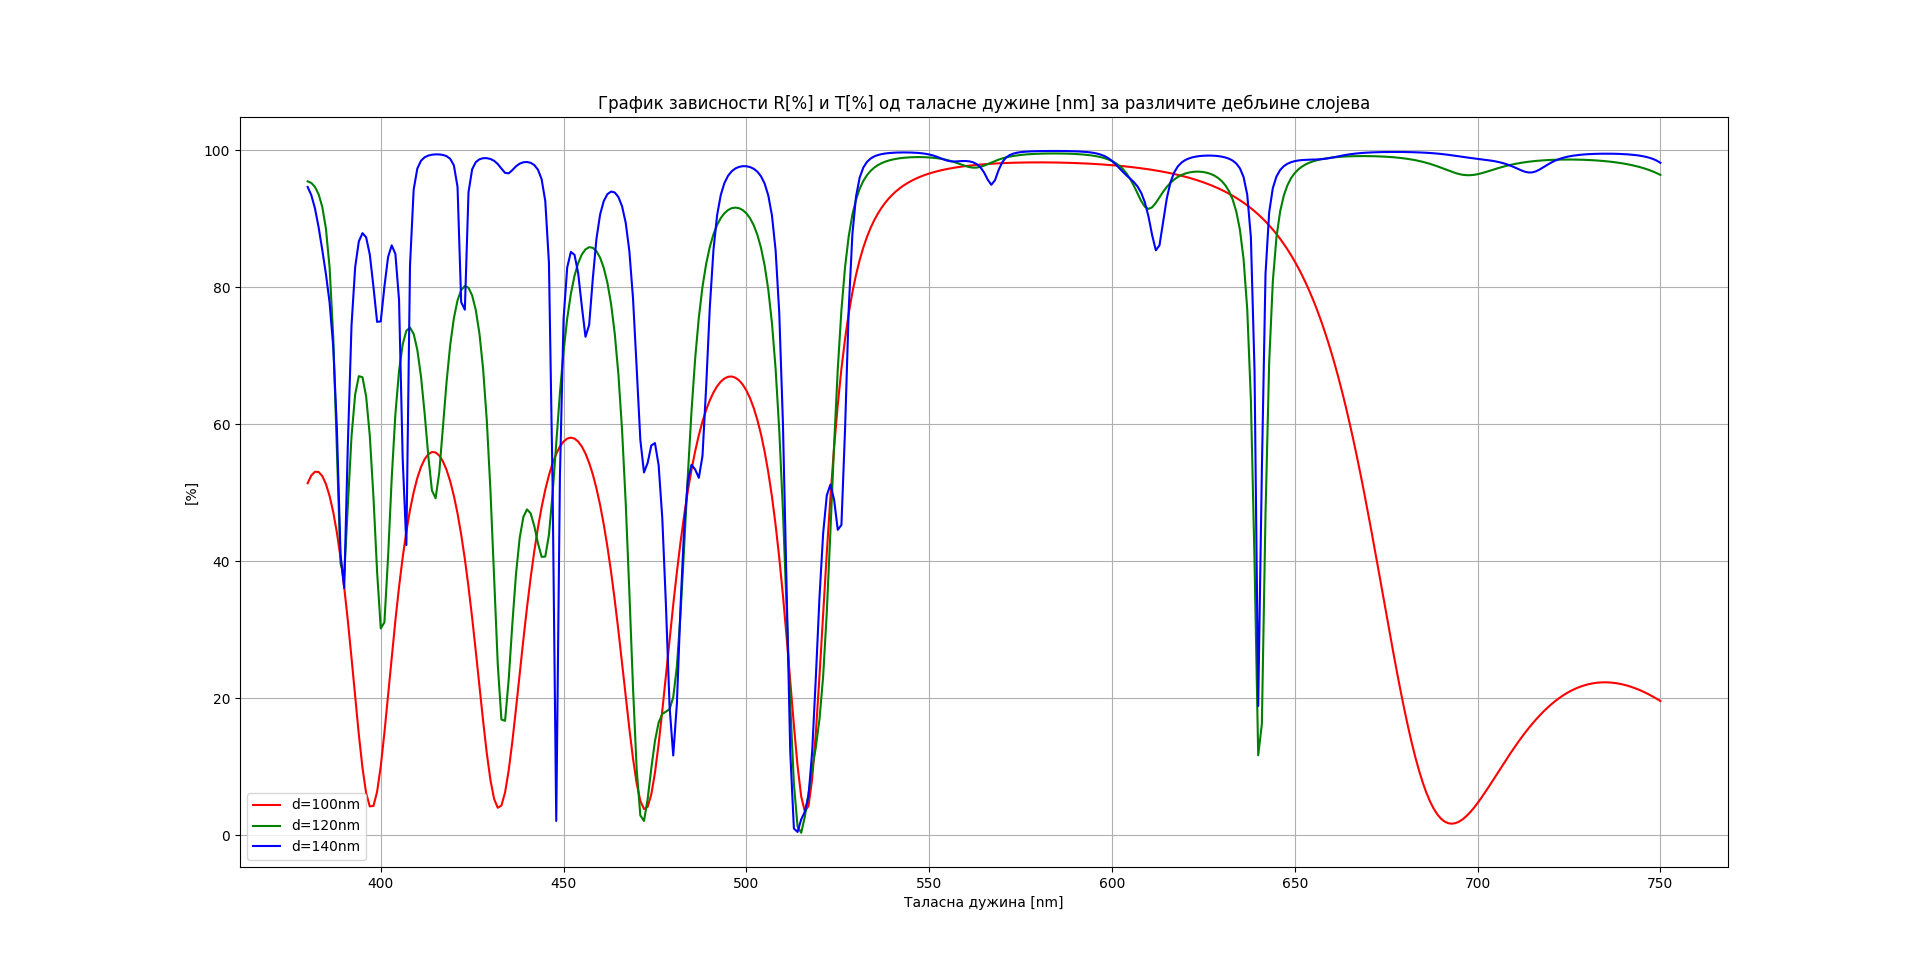 График зависности R[%] и T[%] од таласне дужине [nm] за различите дебљине слојева
100
80
60
40
20
0
[%]
d=100nm
d=120nm
d=140nm
400 450 500 550 600 650 700 750
Таласна дужина [nm]